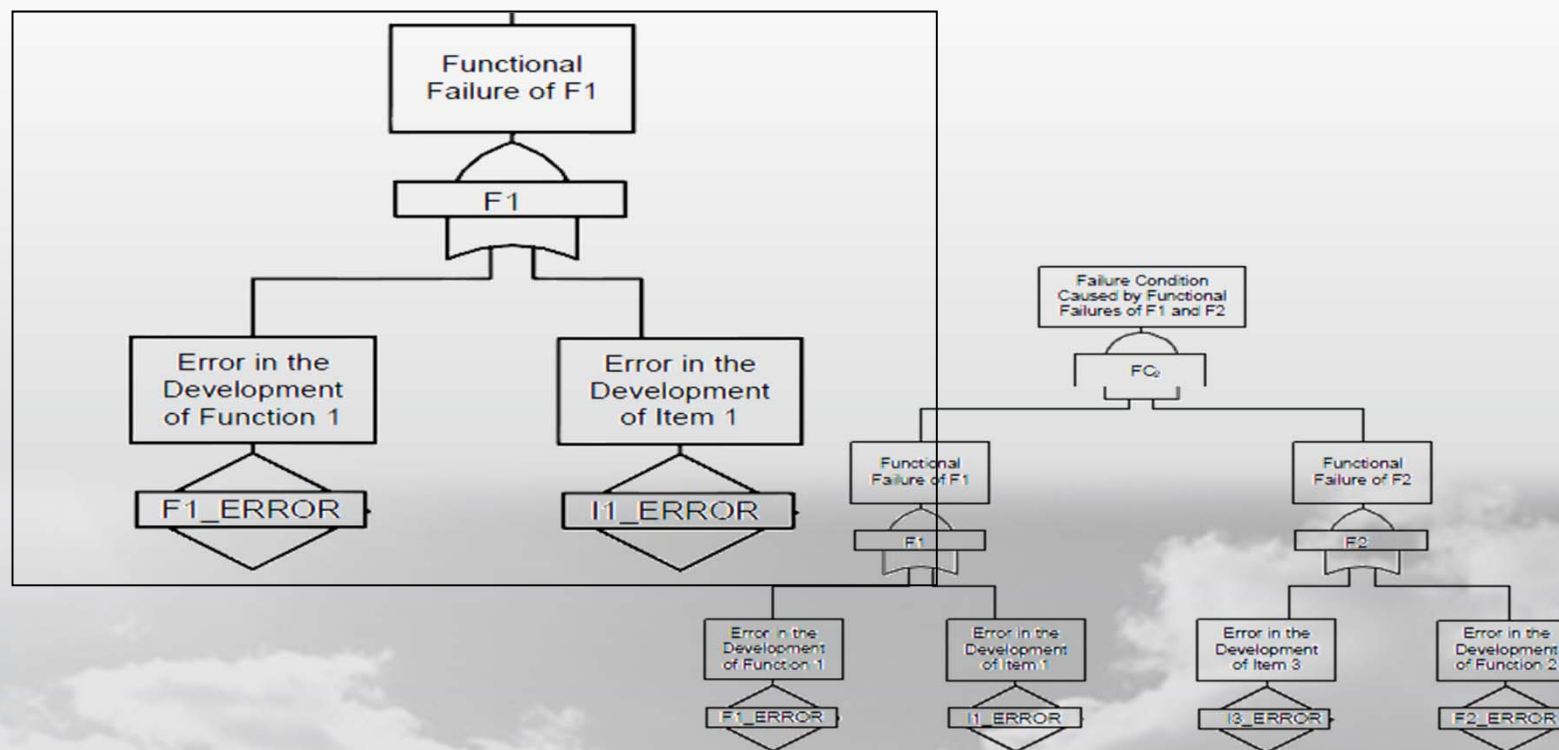 Functional
Failure of F1
F1
Error in the
Development
of Function 1
Error in the
Development
of Item 1
F1_ERROR
I1_ERROR
Failure Condition
Caused by Functional
Failures of F1 and F2
FC₂
Functional
Failure of F1
Functional
Failure of F2
F1
F2
Error in the
Development
of Function 1
Error in the
Development
of Item 1
Error in the
Development
of Item 3
Error in the
Development
of Function 2
F1_ERROR
I1_ERROR
I3_ERROR
F2_ERROR